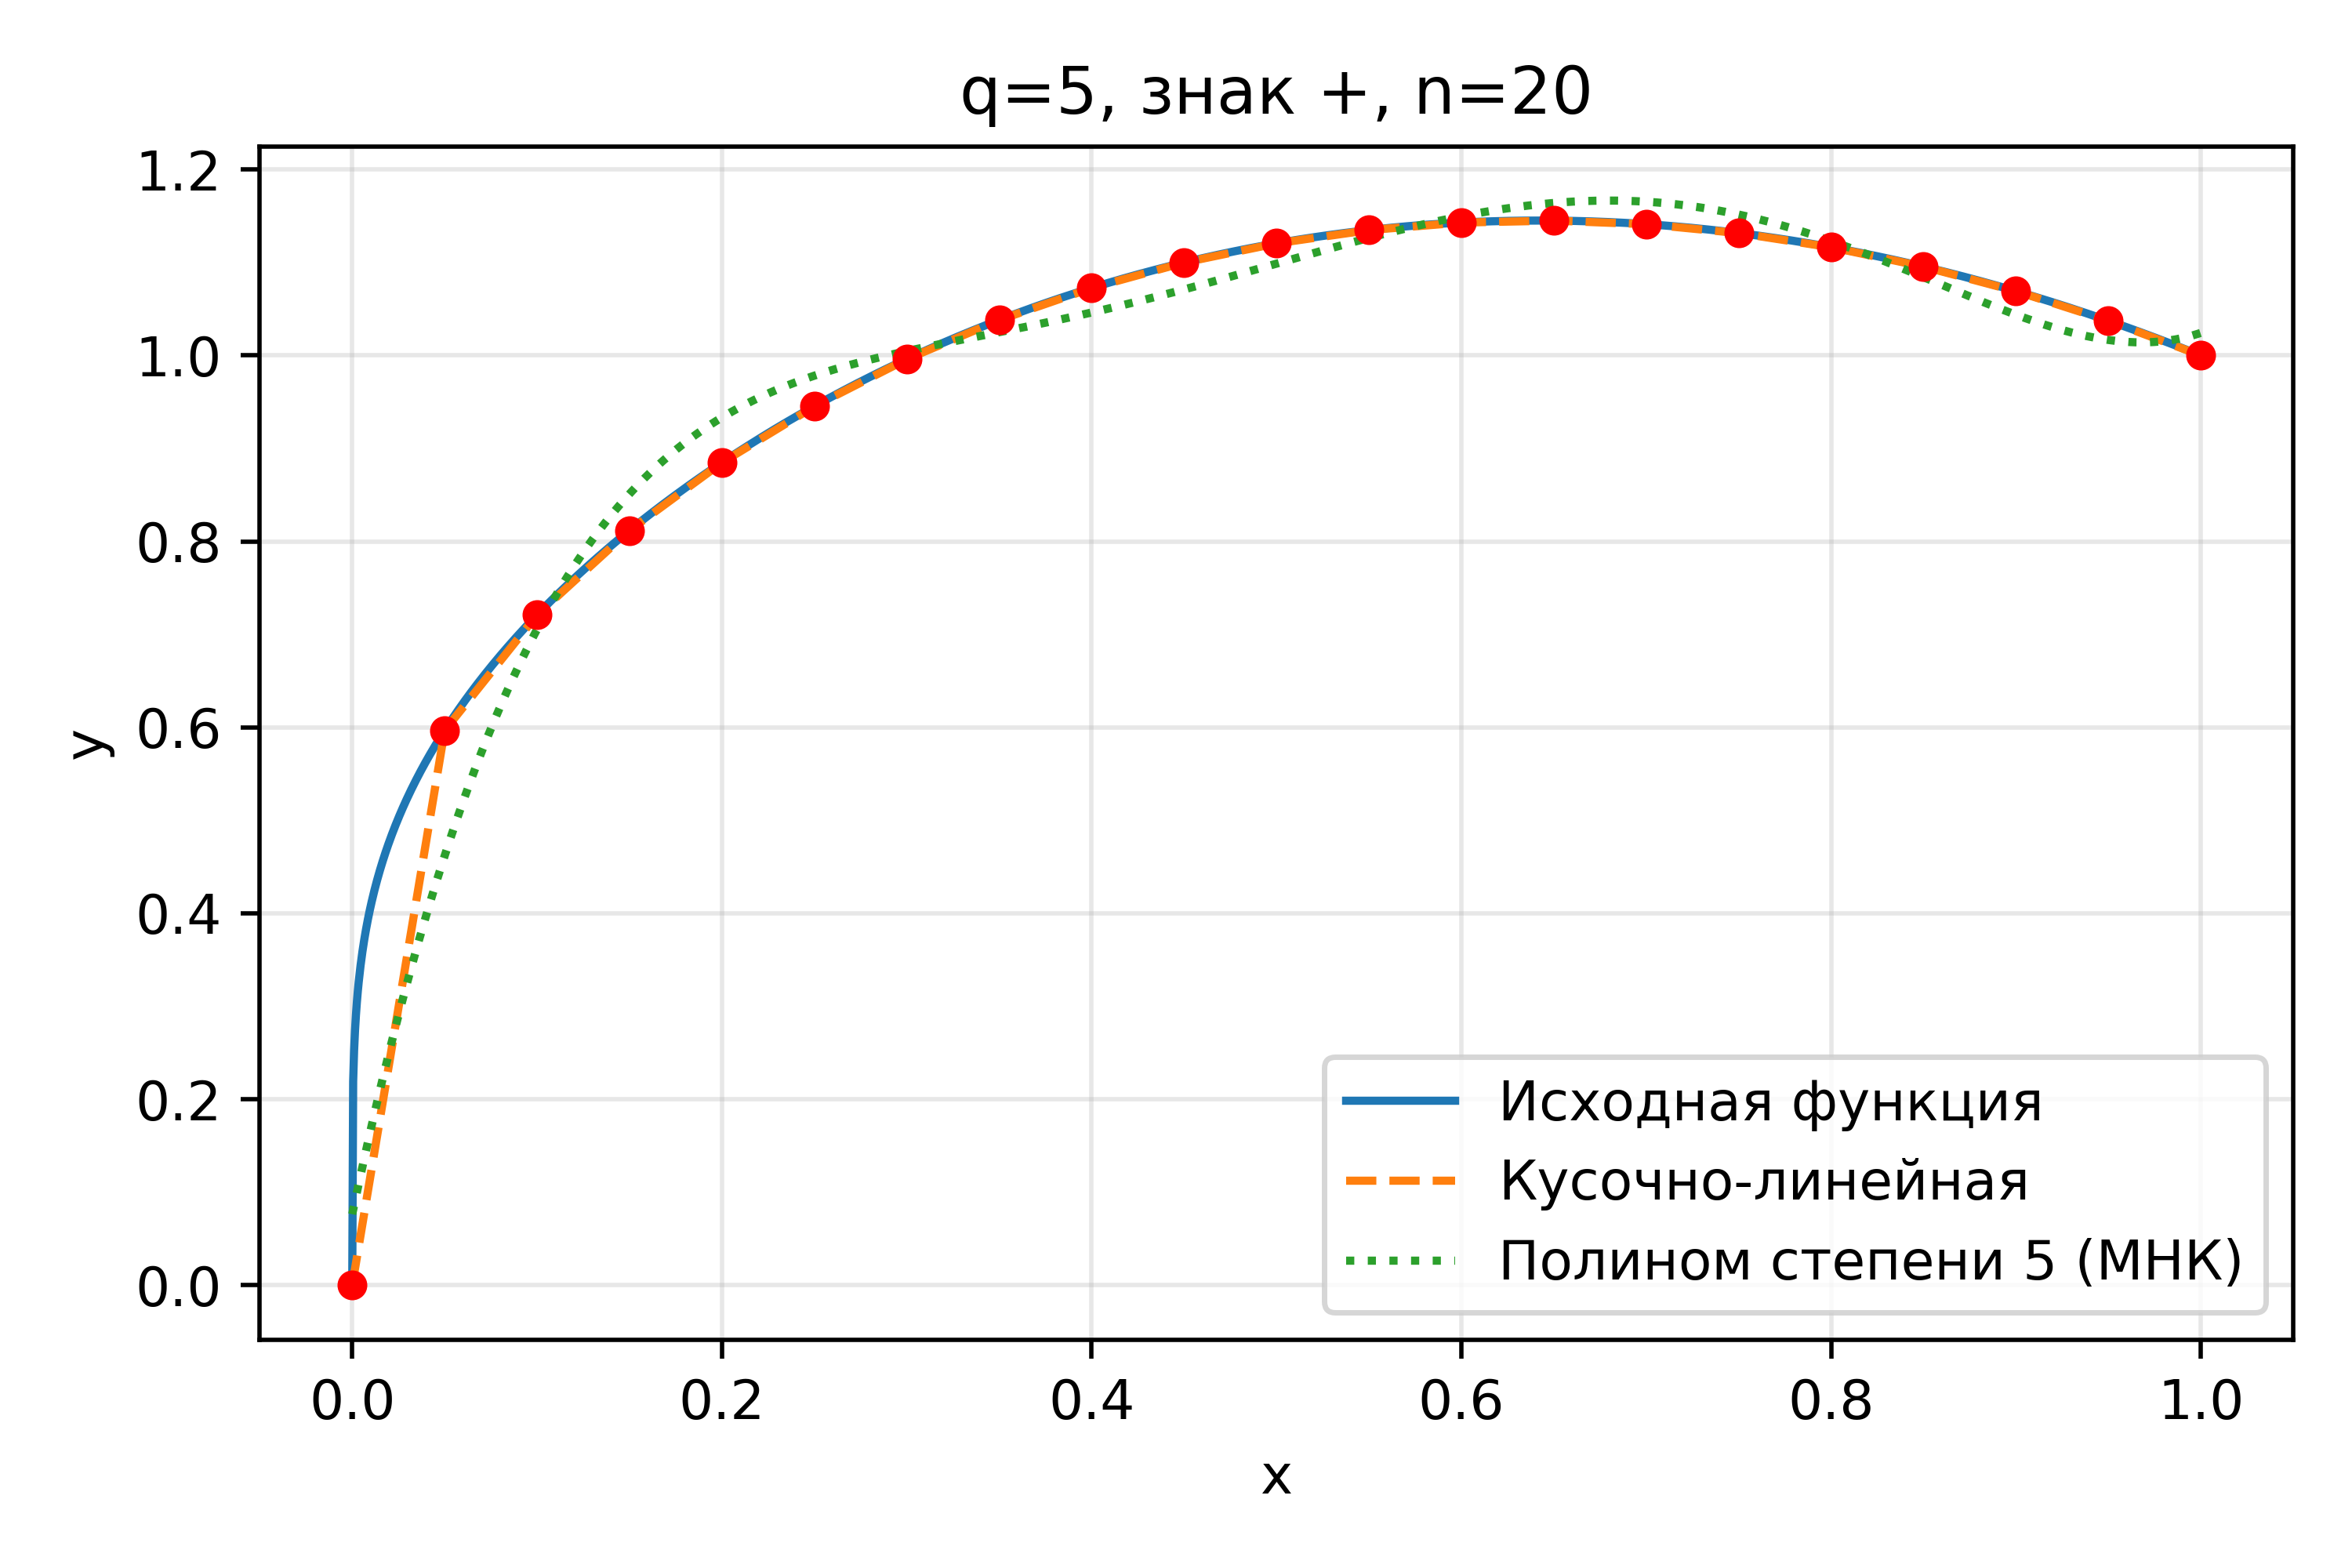 q=5, знак +, n=20
1.2
1.0
0.8
0.6
0.4
0.2
0.0
y
Исходная функция
Кусочно-линейная
Полином степени 5 (МНК)
0.0 0.2 0.4 0.6 0.8 1.0
x